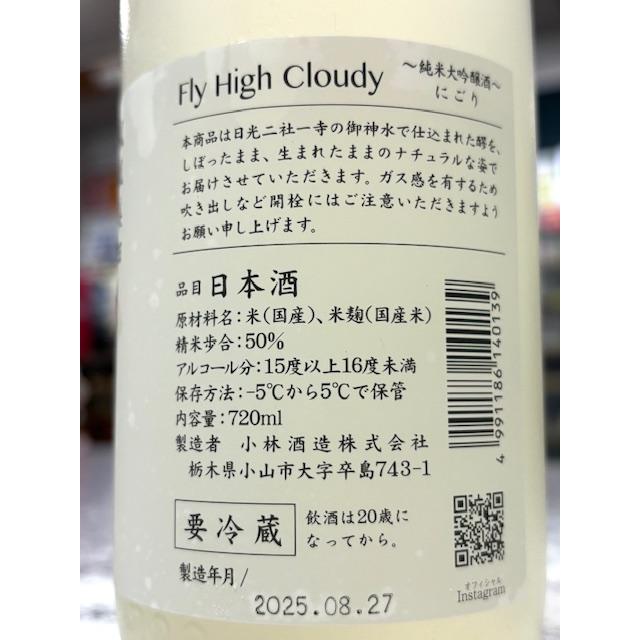 Fly High Cloudy
～純米大吟醸酒～
にごり
本商品は日光二社一寺の御神水で仕込まれた醪を、
しぼったまま、生まれたままのナチュラルな姿で
お届けさせていただきます。ガス感を有するため
吹き出しなど開栓にはご注意いただきますよう
お願い申し上げます。
品目 日本酒
原材料名：米(国産)、米麹(国産米)
精米歩合：50%
アルコール分：15度以上16度未満
保存方法：-5℃から5℃で保管
内容量：720ml
製造者　小林酒造株式会社
栃木県小山市大字卒島743-1
4 991186 140139
要冷蔵
飲酒は20歳に
なってから。
オフィシャル
Instagram
製造年月/
2025.08.27